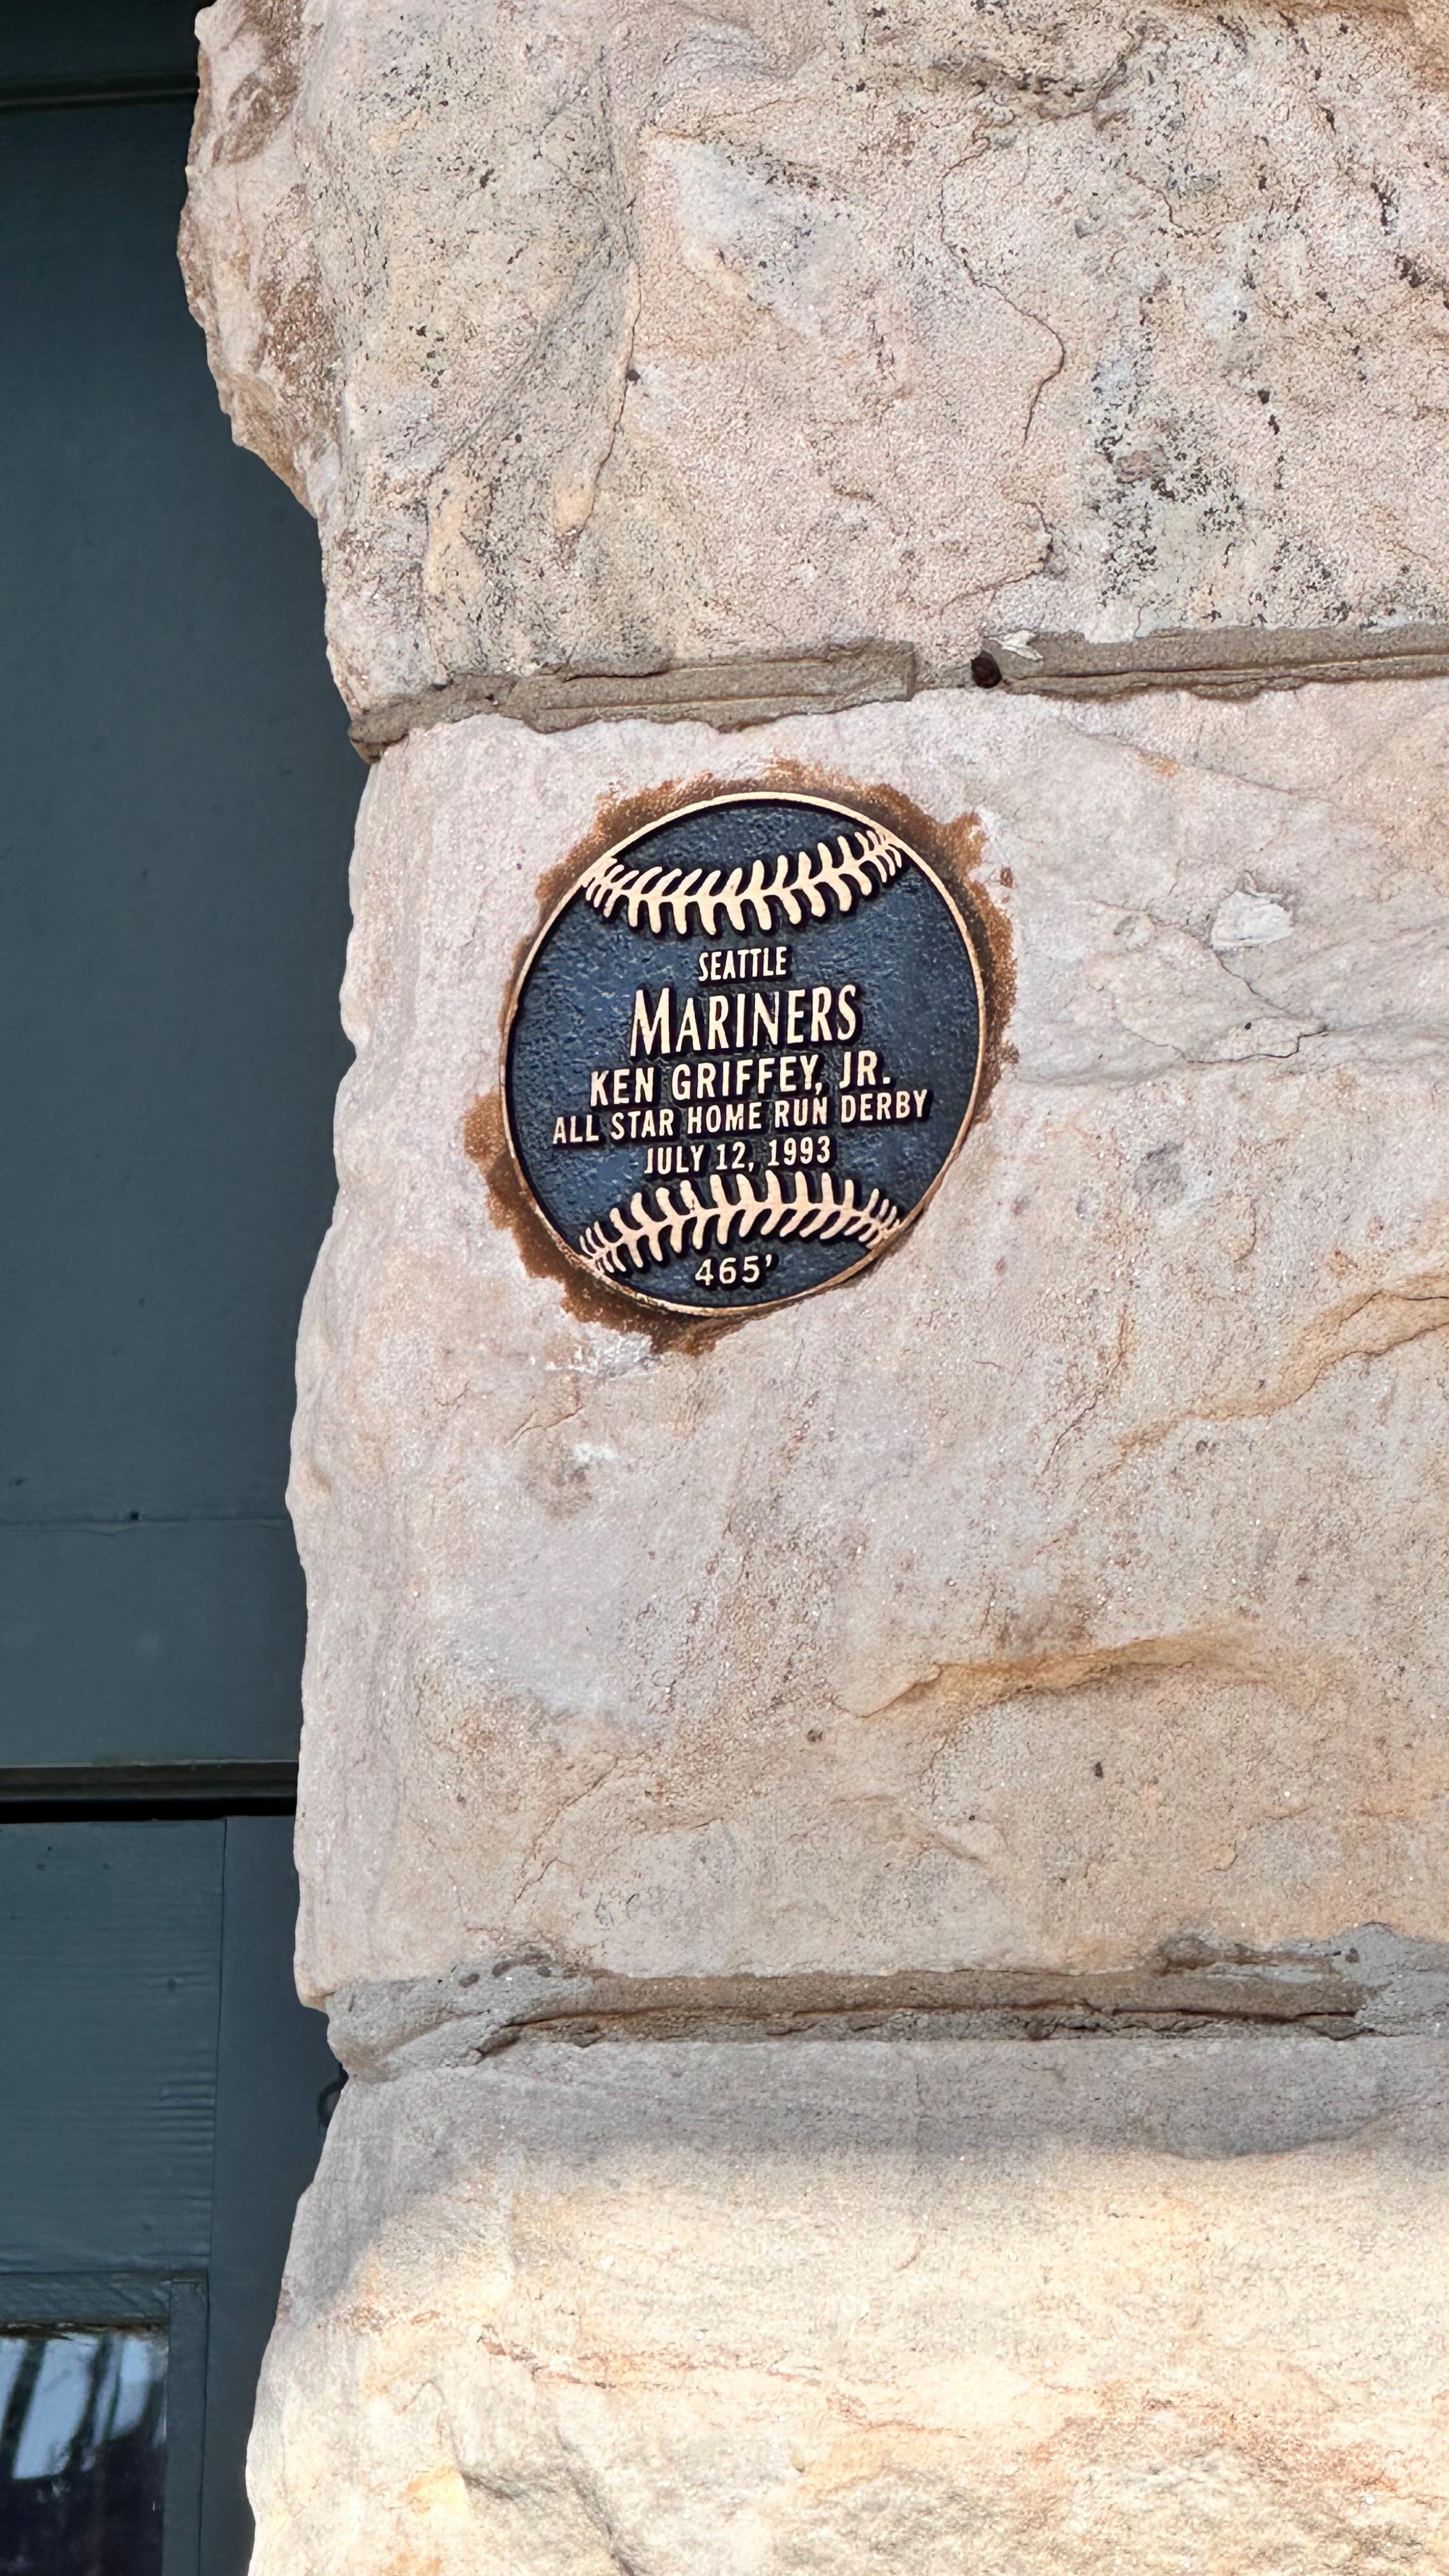 SEATTLE
MARINERS
KEN GRIFFEY, JR.
ALL STAR HOME RUN DERBY
JULY 12, 1993
465'